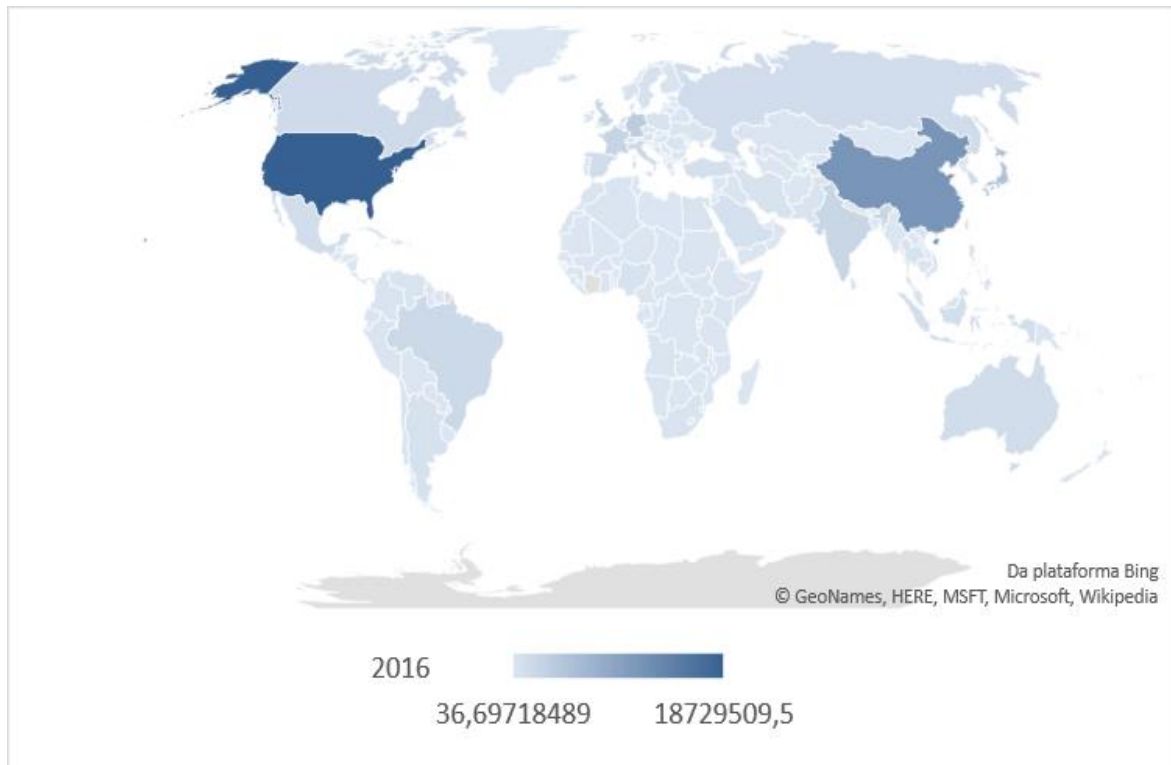 Da plataforma Bing
© GeoNames, HERE, MSFT, Microsoft, Wikipedia
2016
36,69718489 18729509,5